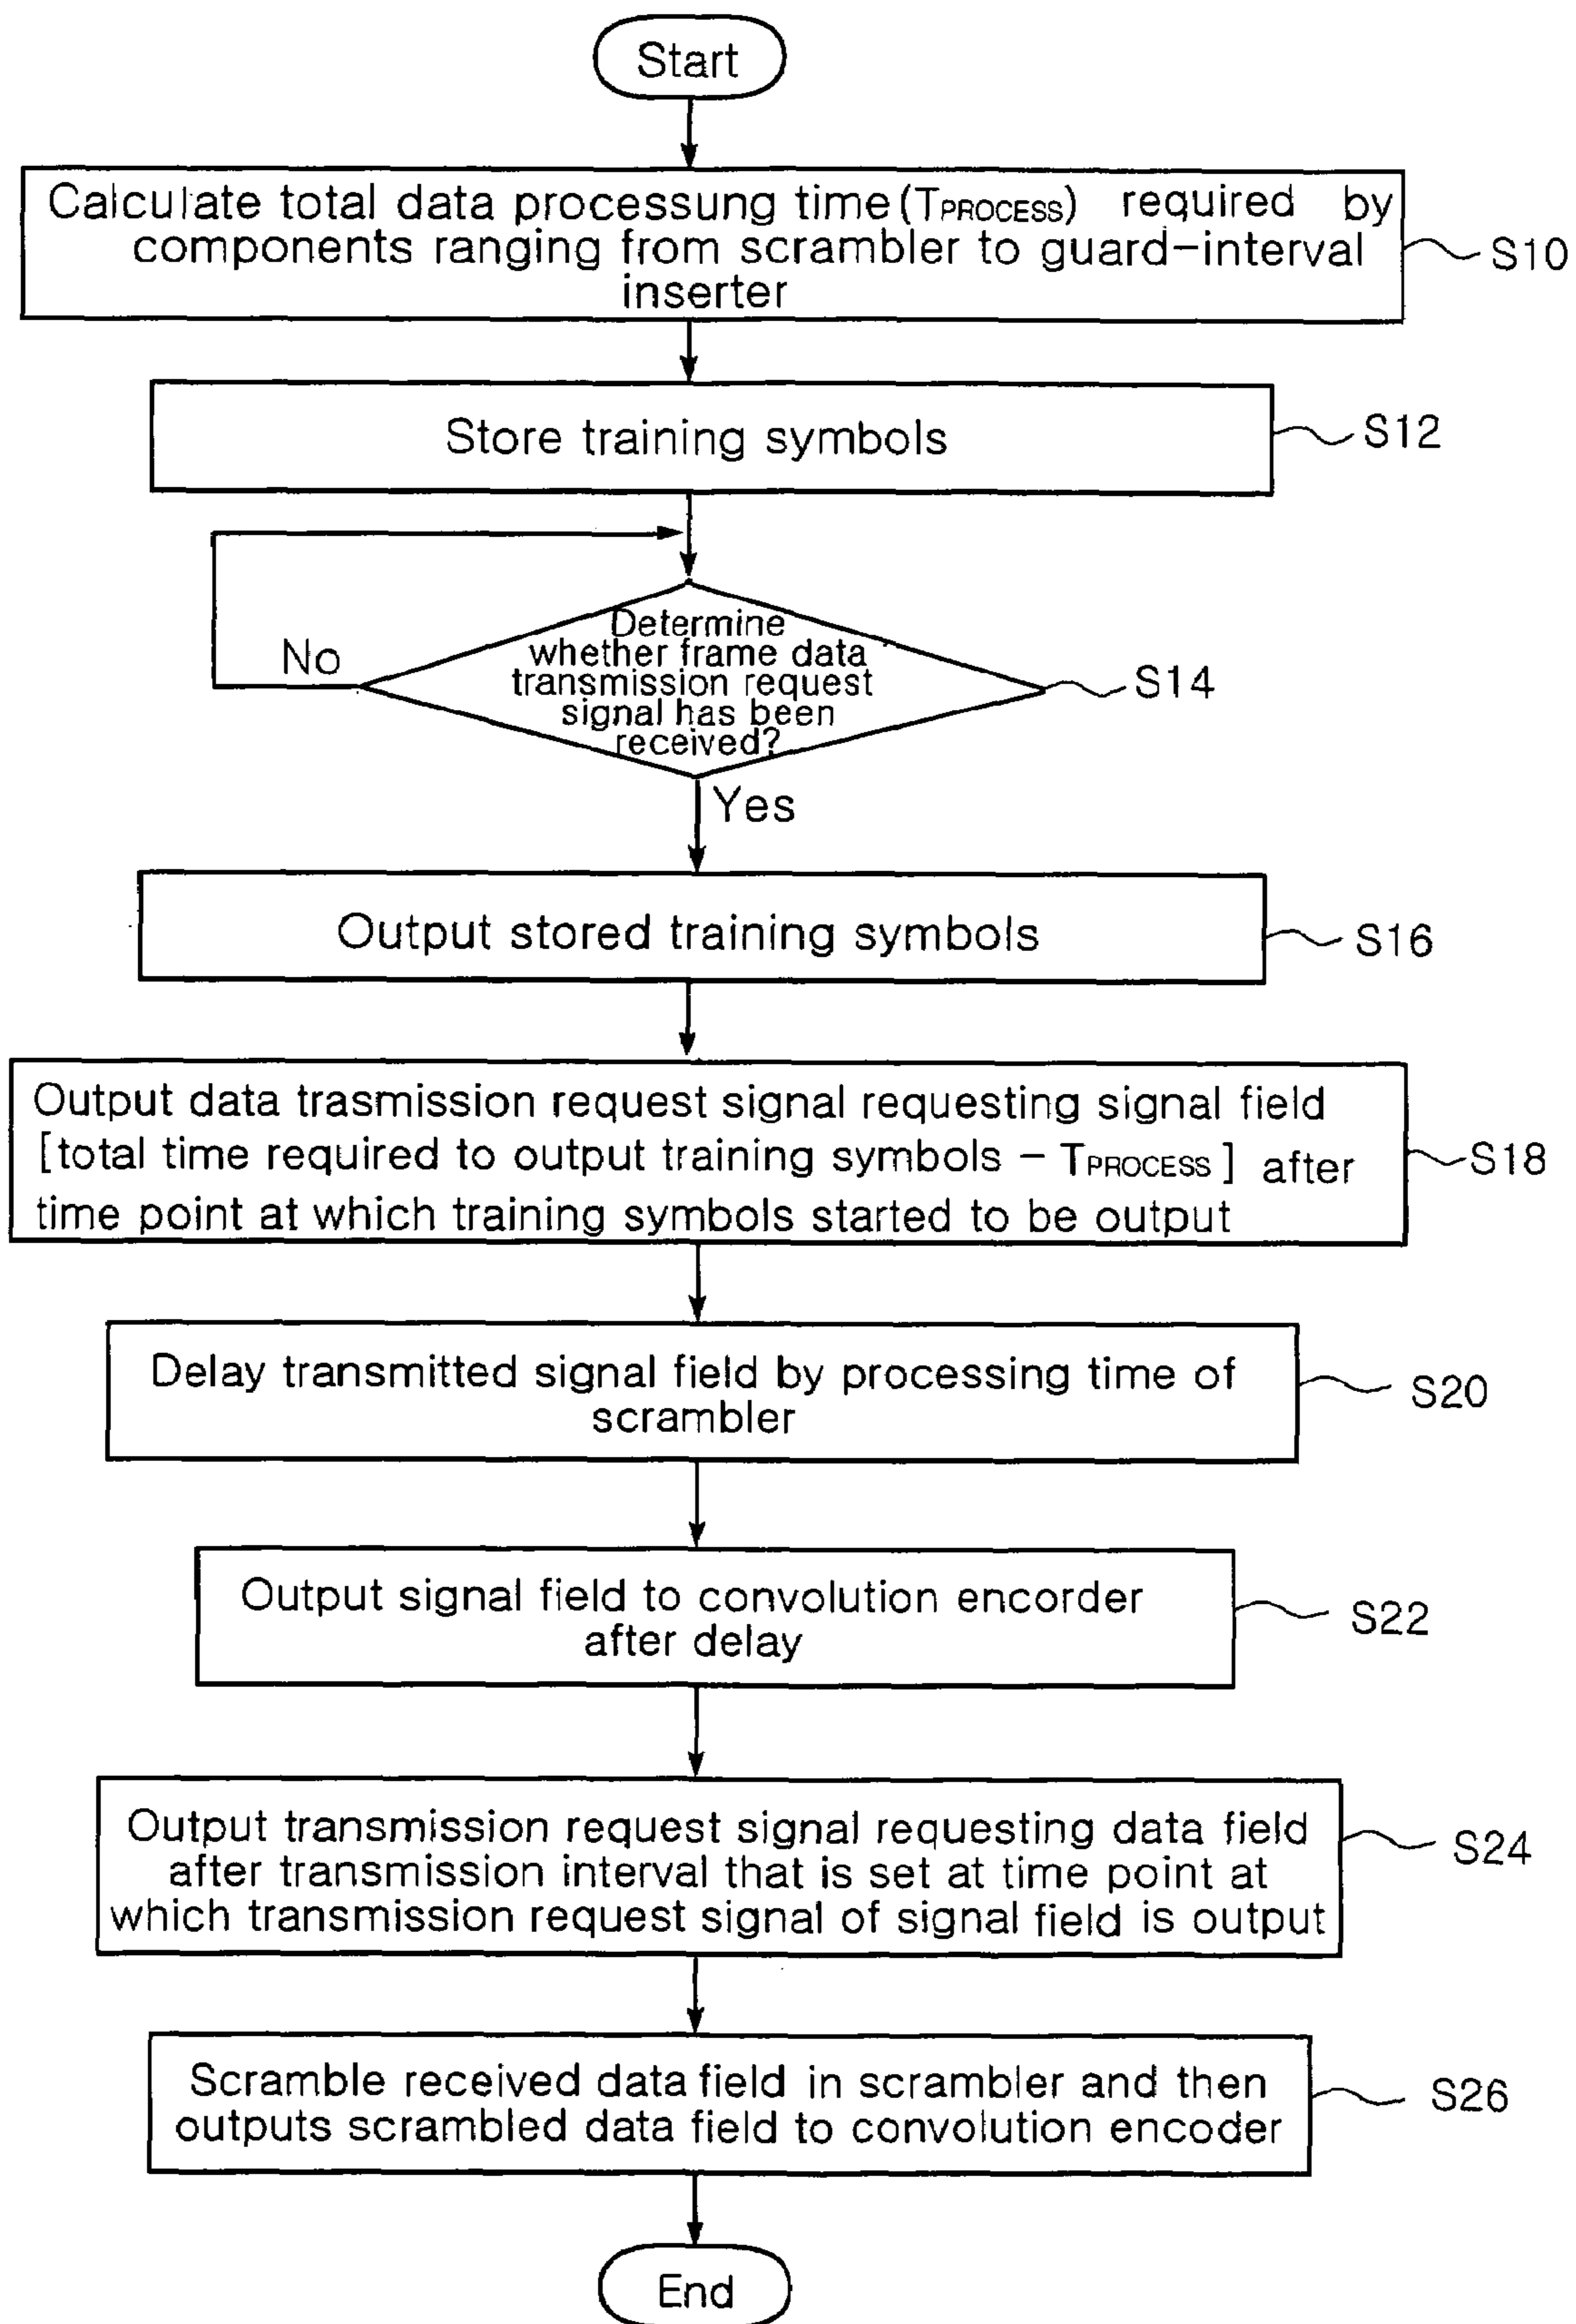 Start
Calculate total data processung time(TPROCESS) required by
components ranging from scrambler to guard-interval
inserter
S10
Store training symbols
S12
Determine
whether frame data
transmission request
signal has been
received?
No
S14
Yes
Output stored training symbols
S16
Output data trasmission request signal requesting signal field
[total time required to output training symbols - TPROCESS] after
time point at which training symbols started to be output
S18
Delay transmitted signal field by processing time of
scrambler
S20
Output signal field to convolution encorder
after delay
S22
Output transmission request signal requesting data field
after transmission interval that is set at time point at
which transmission request signal of signal field is output
S24
Scramble received data field in scrambler and then
outputs scrambled data field to convolution encoder
S26
End